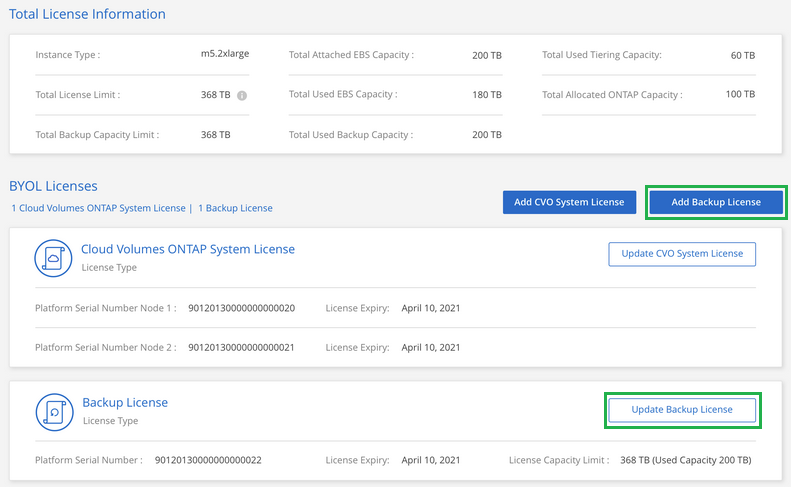 Total License Information
Instance Type : m5.2xlarge Total Attached EBS Capacity : 200 TB Total Used Tiering Capacity: 60 TB
Total License Limit : 368 TB i Total Used EBS Capacity : 180 TB Total Allocated ONTAP Capacity : 100 TB
Total Backup Capacity Limit : 368 TB Total Used Backup Capacity : 200 TB
BYOL Licenses
1 Cloud Volumes ONTAP System License | 1 Backup License
Add CVO System License Add Backup License
Cloud Volumes ONTAP System License
License Type
Update CVO System License
Platform Serial Number Node 1 : 90120130000000000020 License Expiry: April 10, 2021
Platform Serial Number Node 2 : 90120130000000000021 License Expiry: April 10, 2021
Backup License
License Type
Update Backup License
Platform Serial Number : 90120130000000000022 License Expiry: April 10, 2021 License Capacity Limit : 368 TB (Used Capacity 200 TB)